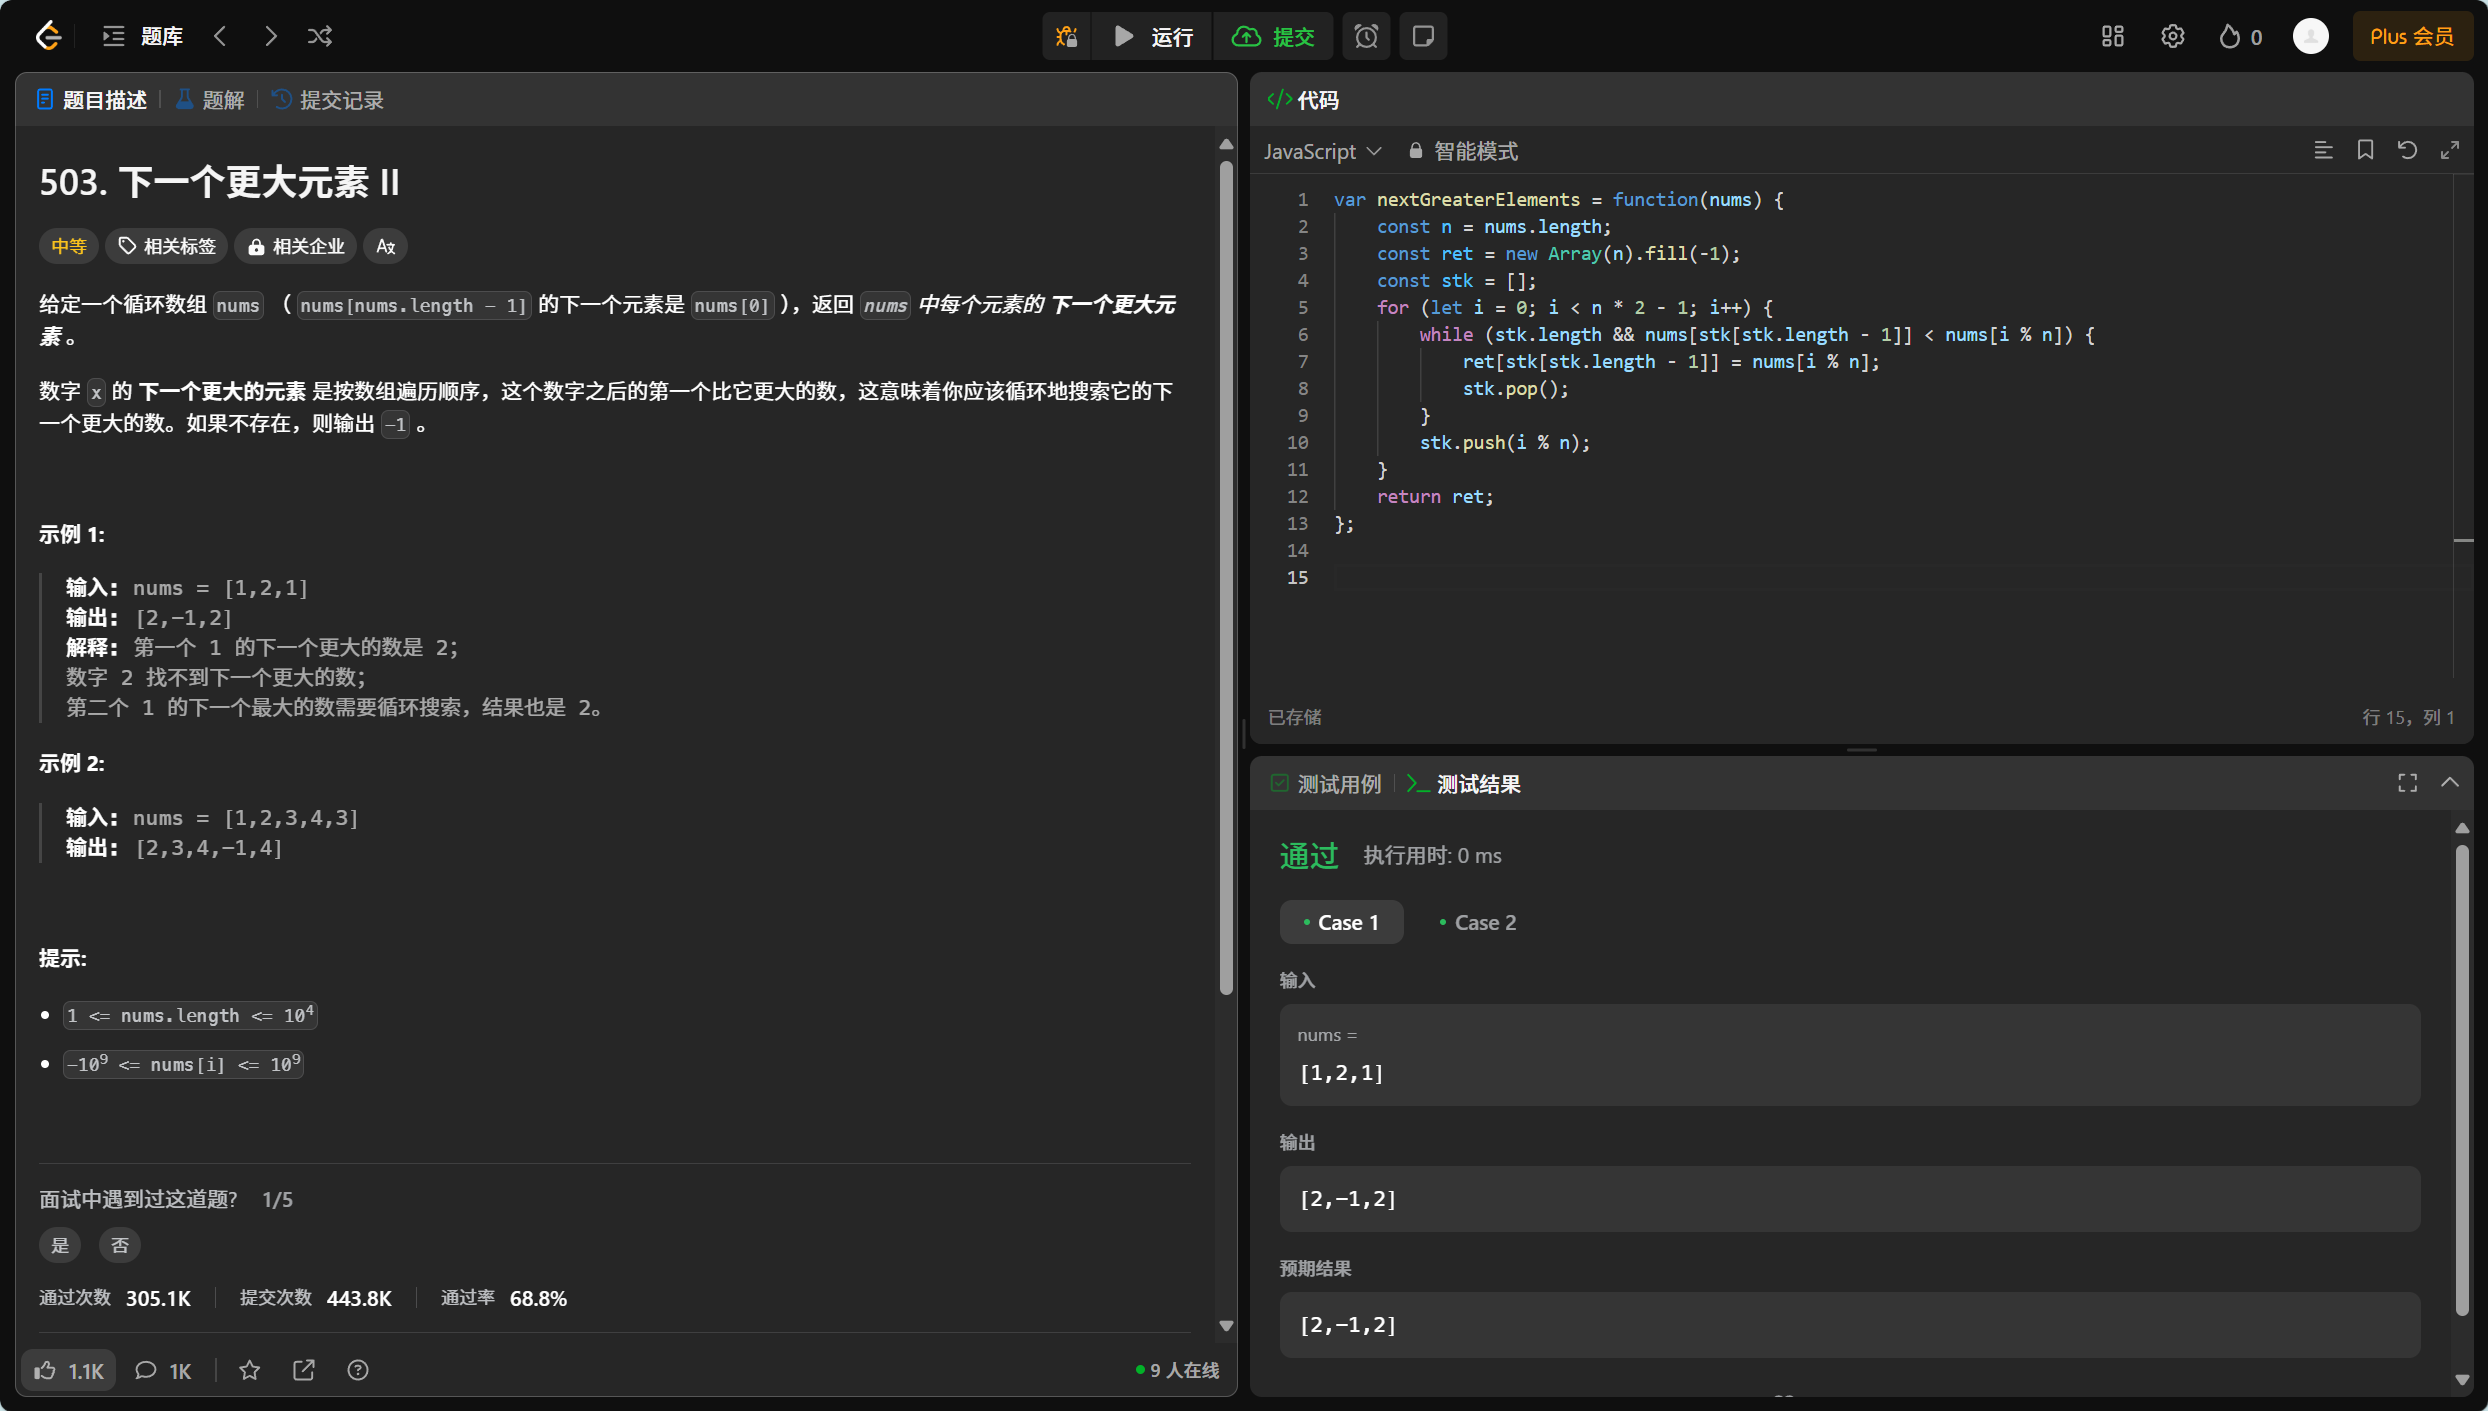 题库
运行
提交
0
Plus 会员
题目描述
题解
提交记录
503. 下一个更大元素 II
中等
相关标签
相关企业
给定一个循环数组 nums （ nums[nums.length - 1] 的下一个元素是 nums[0] ），返回 nums 中每个元素的 下一个更大元
素 。
数字 x 的 下一个更大的元素 是按数组遍历顺序，这个数字之后的第一个比它更大的数，这意味着你应该循环地搜索它的下
一个更大的数。如果不存在，则输出 -1 。
示例 1:
输入: nums = [1,2,1]
输出: [2,-1,2]
解释: 第一个 1 的下一个更大的数是 2；
数字 2 找不到下一个更大的数；
第二个 1 的下一个最大的数需要循环搜索，结果也是 2。
示例 2:
输入: nums = [1,2,3,4,3]
输出: [2,3,4,-1,4]
提示:
1 <= nums.length <= 10⁴
-10⁹ <= nums[i] <= 10⁹
面试中遇到过这道题? 1/5
是
否
通过次数 305.1K
提交次数 443.8K
通过率 68.8%
1.1K
1K
9 人在线
</> 代码
JavaScript
智能模式
1 var nextGreaterElements = function(nums) {
2     const n = nums.length;
3     const ret = new Array(n).fill(-1);
4     const stk = [];
5     for (let i = 0; i < n * 2 - 1; i++) {
6         while (stk.length && nums[stk[stk.length - 1]] < nums[i % n]) {
7             ret[stk[stk.length - 1]] = nums[i % n];
8             stk.pop();
9         }
10         stk.push(i % n);
11     }
12     return ret;
13 };
14
15
已存储
行 15，列 1
测试用例
测试结果
通过
执行用时: 0 ms
Case 1
Case 2
输入
nums =
[1,2,1]
输出
[2,-1,2]
预期结果
[2,-1,2]